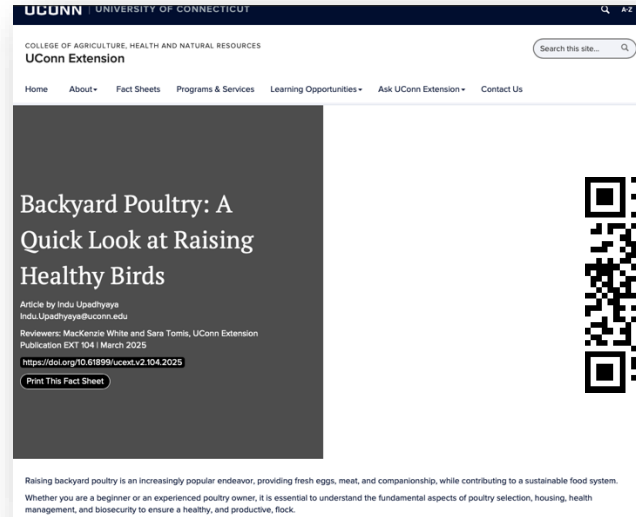 UCONN | UNIVERSITY OF CONNECTICUT
A-Z
COLLEGE OF AGRICULTURE, HEALTH AND NATURAL RESOURCES
UConn Extension
Search this site...
Home About Fact Sheets Programs & Services Learning Opportunities Ask UConn Extension Contact Us
Backyard Poultry: A
Quick Look at Raising
Healthy Birds
Article by Indu Upadhyaya
Indu.Upadhyaya@uconn.edu
Reviewers: MacKenzie White and Sara Tomis, UConn Extension
Publication EXT 104 | March 2025
https://doi.org/10.61899/ucext.v2.104.2025
Print This Fact Sheet
Raising backyard poultry is an increasingly popular endeavor, providing fresh eggs, meat, and companionship, while contributing to a sustainable food system.
Whether you are a beginner or an experienced poultry owner, it is essential to understand the fundamental aspects of poultry selection, housing, health
management, and biosecurity to ensure a healthy, and productive, flock.